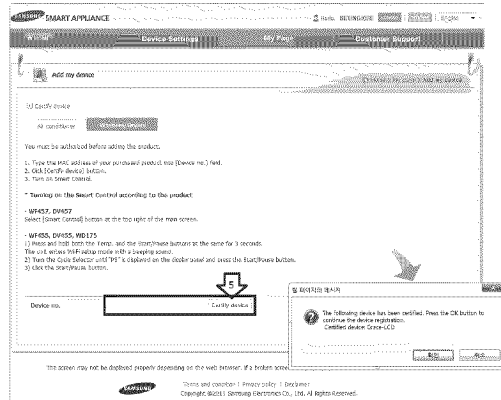 SAMSUNG SMART APPLIANCE
Hello, English
Device Settings My Page Customer Support
Add my device
Certify device
Air conditioner
You must be authorized before adding the product.
1. Type the MAC address of your purchased product into [Device no.] field.
2. Click [Certify device] button.
3. Turn on Smart Control.
* Turning on the Smart Control according to the product
- WF457, DV457
Select [Smart Control] button at the top right of the main screen.
- WF455, DV455, WD175
1) Press and hold both the Temp. and the Start/Pause buttons at the same for 3 seconds.
The unit enters WiFi setup mode with a beeping sound.
2) Turn the Cycle Selector until "PS" is displayed on the display panel and press the Start/Pause button.
3) Click the Start/Pause button.
5
Device no. Certify device
웹 페이지의 메시지
The following device has been certified. Press the OK button to
continue the device registration.
Certified device: Grace-LCD
확인 취소
The screen may not be displayed properly depending on the web browser. If a broken screen
SAMSUNG Terms and condition | Privacy policy | Disclaimer
Copyright ©2011 Samsung Electronics Co., Ltd. All Rights Reserved.